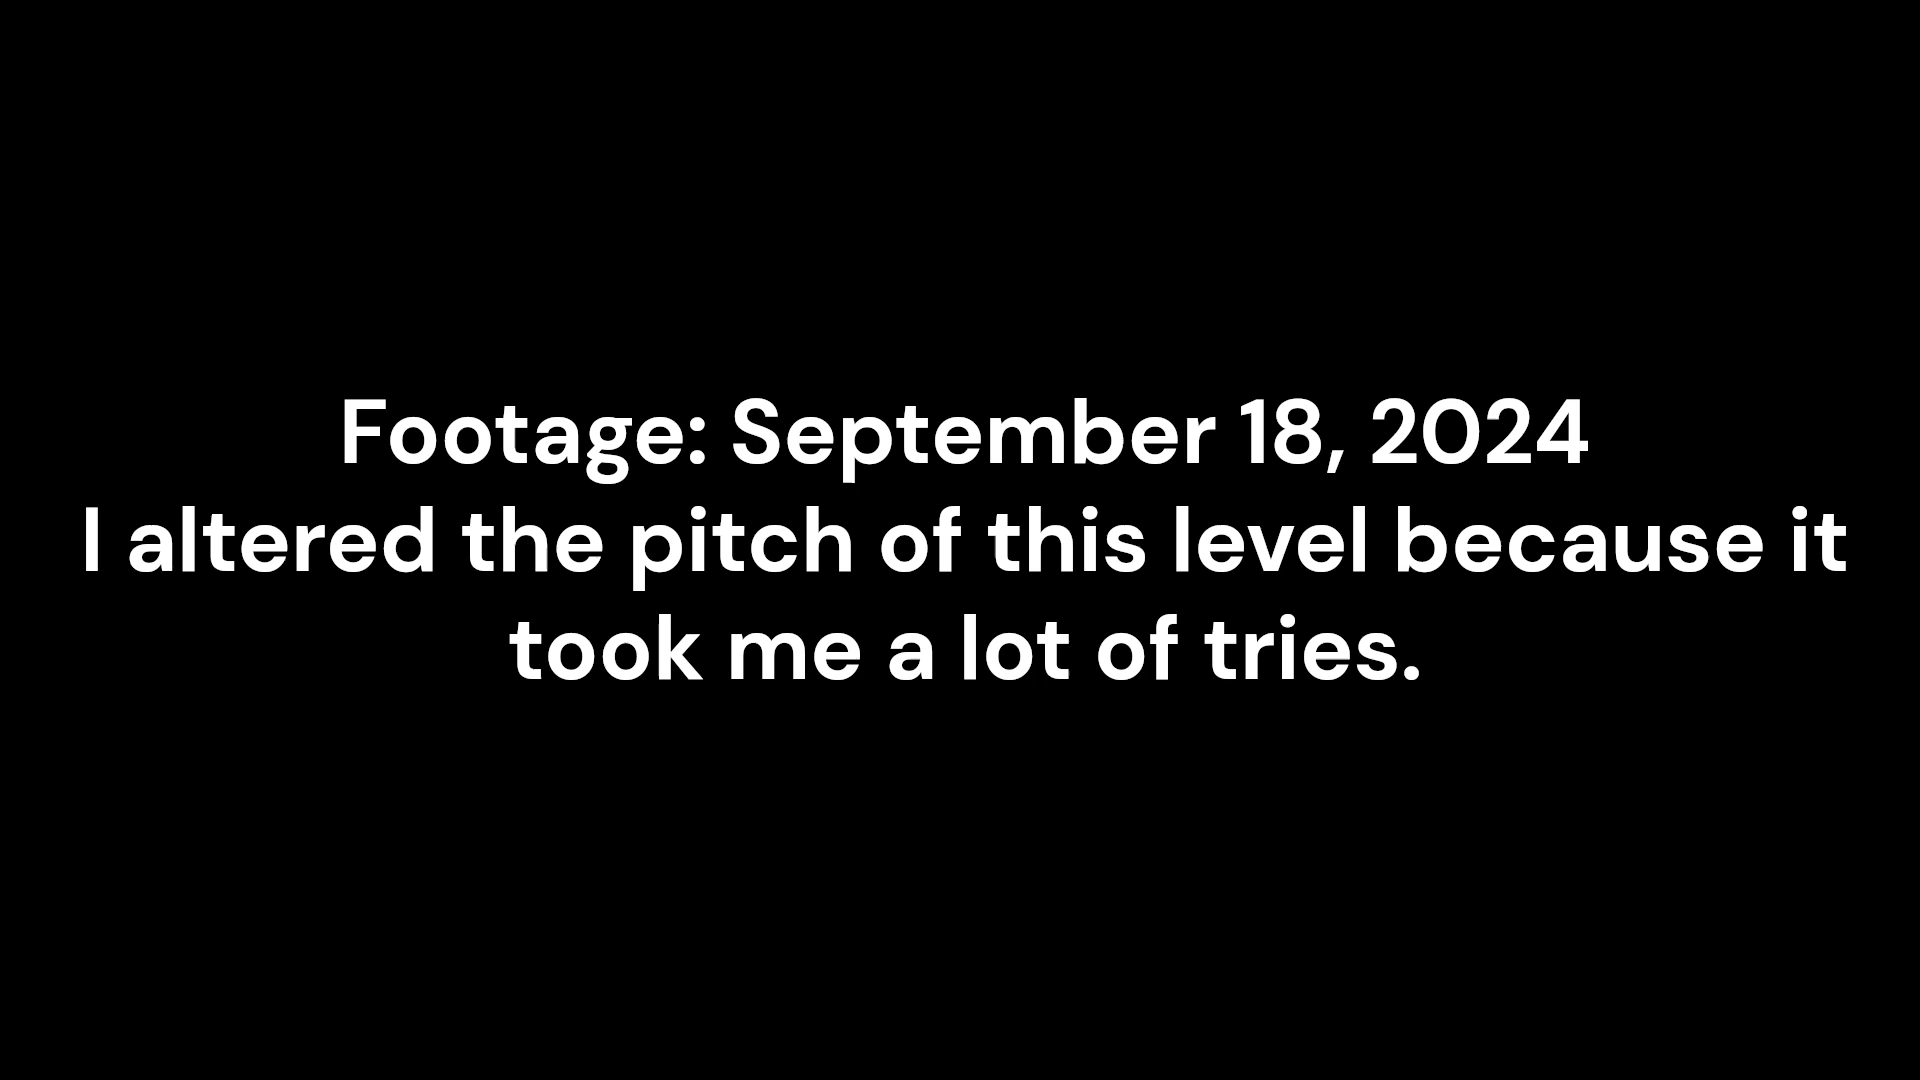 Footage: September 18, 2024
I altered the pitch of this level because it
took me a lot of tries.